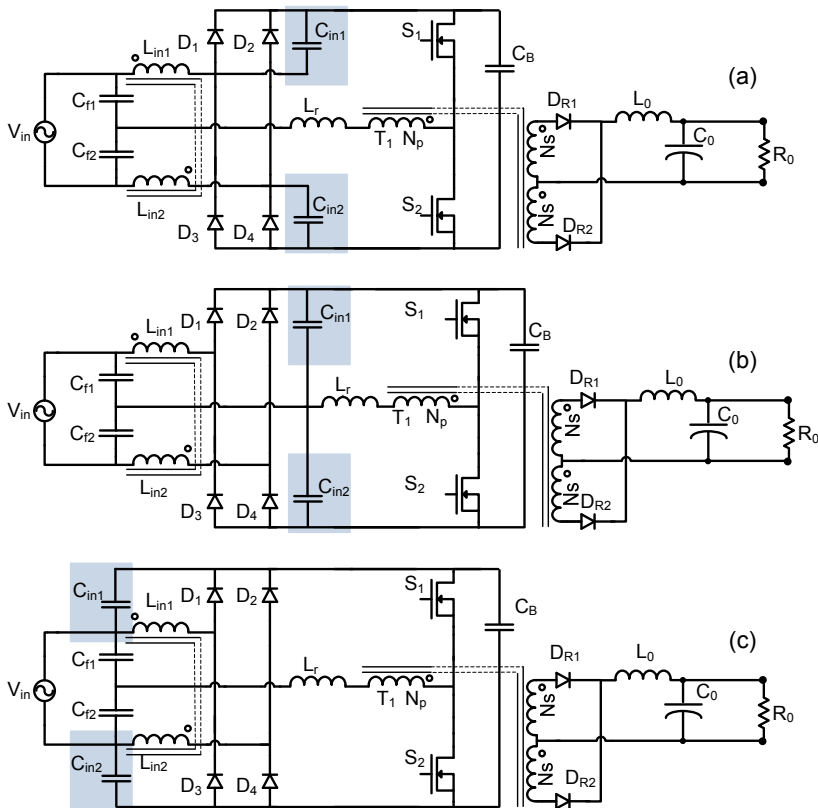 D1 D2 Cin1 S1 CB (a)
Lin1 DR1 L0
Cf1 Lr Ns C0
Vin T1 Np R0
Cf2 Ns
Lin2 Cin2 S2 DR2
D3 D4
D1 D2 Cin1 S1 CB (b)
Lin1 DR1 L0
Cf1 Lr Ns C0
Vin T1 Np R0
Cf2 Ns
Lin2 Cin2 S2 DR2
D3 D4
Cin1 D1 D2 S1 CB (c)
Lin1 DR1 L0
Cf1 Lr Ns C0
Vin T1 Np R0
Cf2 Ns
Cin2 Lin2 S2 DR2
D3 D4